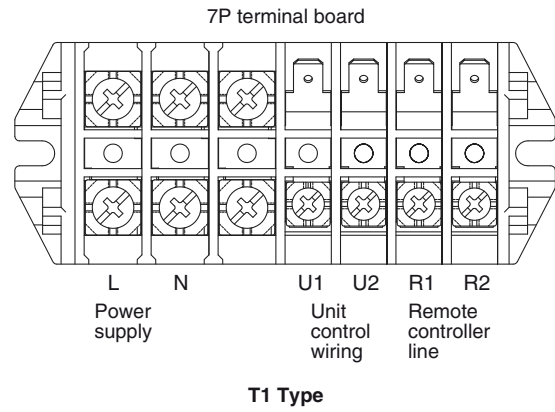 7P terminal board
L N U1 U2 R1 R2
Power supply
Unit control wiring
Remote controller line
T1 Type